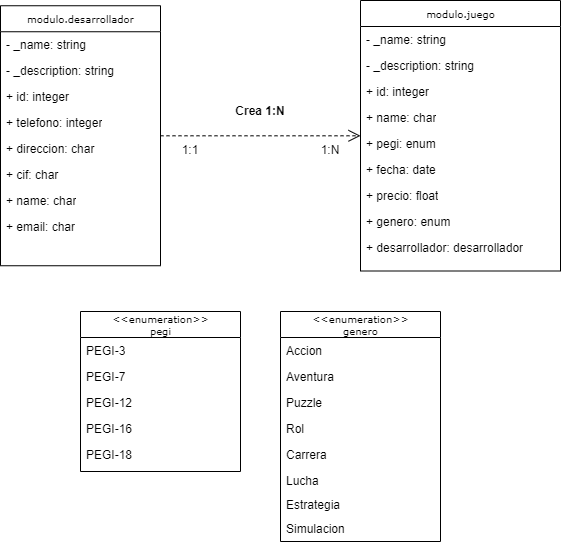 modulo.desarrollador
- _name: string
- _description: string
+ id: integer
+ telefono: integer
+ direccion: char
+ cif: char
+ name: char
+ email: char
Crea 1:N
1:1
1:N
modulo.juego
- _name: string
- _description: string
+ id: integer
+ name: char
+ pegi: enum
+ fecha: date
+ precio: float
+ genero: enum
+ desarrollador: desarrollador
<<enumeration>>
pegi
PEGI-3
PEGI-7
PEGI-12
PEGI-16
PEGI-18
<<enumeration>>
genero
Accion
Aventura
Puzzle
Rol
Carrera
Lucha
Estrategia
Simulacion